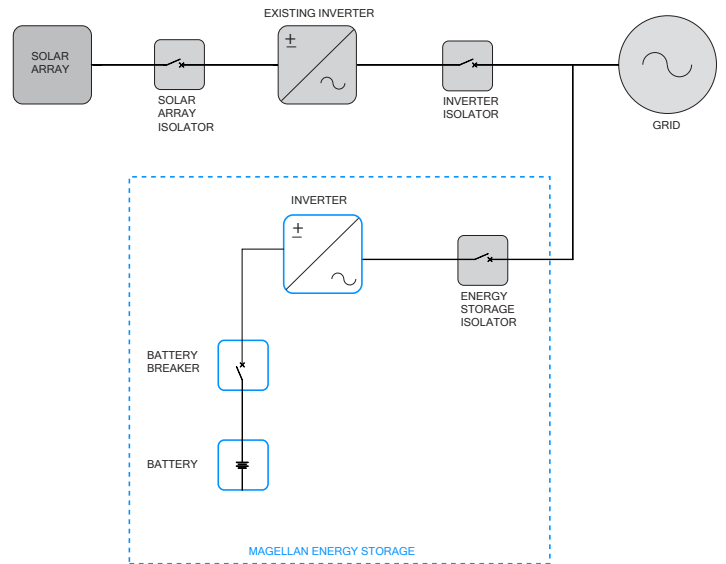 EXISTING INVERTER
SOLAR
ARRAY
±
SOLAR
ARRAY
ISOLATOR
INVERTER
ISOLATOR
GRID
INVERTER
±
ENERGY
STORAGE
ISOLATOR
BATTERY
BREAKER
BATTERY
MAGELLAN ENERGY STORAGE